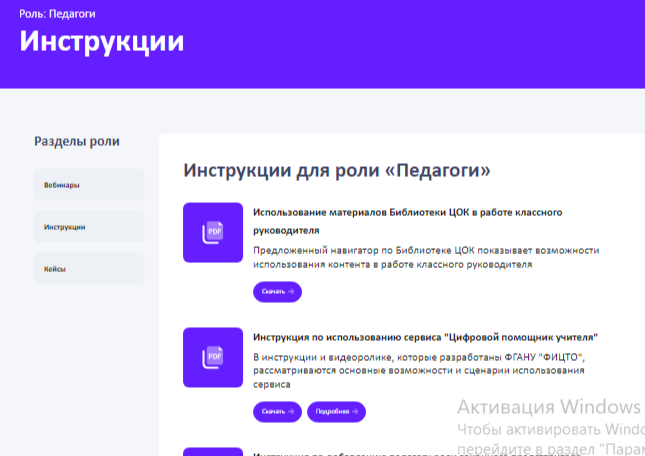 Роль: Педагоги
Инструкции
Разделы роли
Вебинары
Инструкции
Кейсы
Инструкции для роли «Педагоги»
PDF
Использование материалов Библиотеки ЦОК в работе классного
руководителя
Предложенный навигатор по Библиотеке ЦОК показывает возможности
использования контента в работе классного руководителя
Скачать →
PDF
Инструкция по использованию сервиса "Цифровой помощник учителя"
В инструкции и видеоролике, которые разработаны ФГАНУ "ФИЦТО",
рассматриваются основные возможности и сценарии использования
сервиса
Скачать →
Подробнее →
Активация Windows
Чтобы активировать Windo
перейдите в раздел "Парам